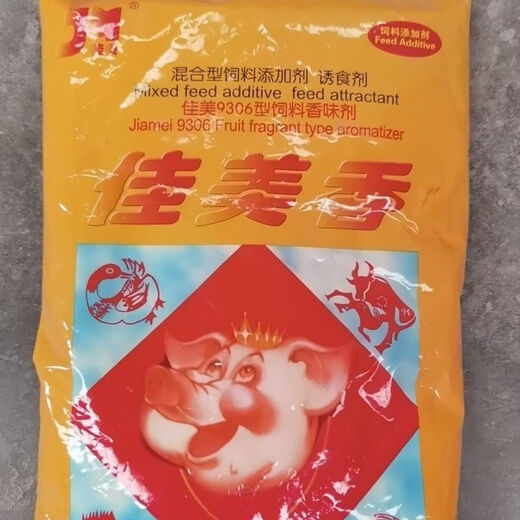 JM
®
饲料添加剂
Feed Additive
混合型饲料添加剂 诱食剂
Mixed feed additive feed attractant
佳美9306型饲料香味剂
Jiamei 9306 Fruit fragrant type aromatizer
佳美香